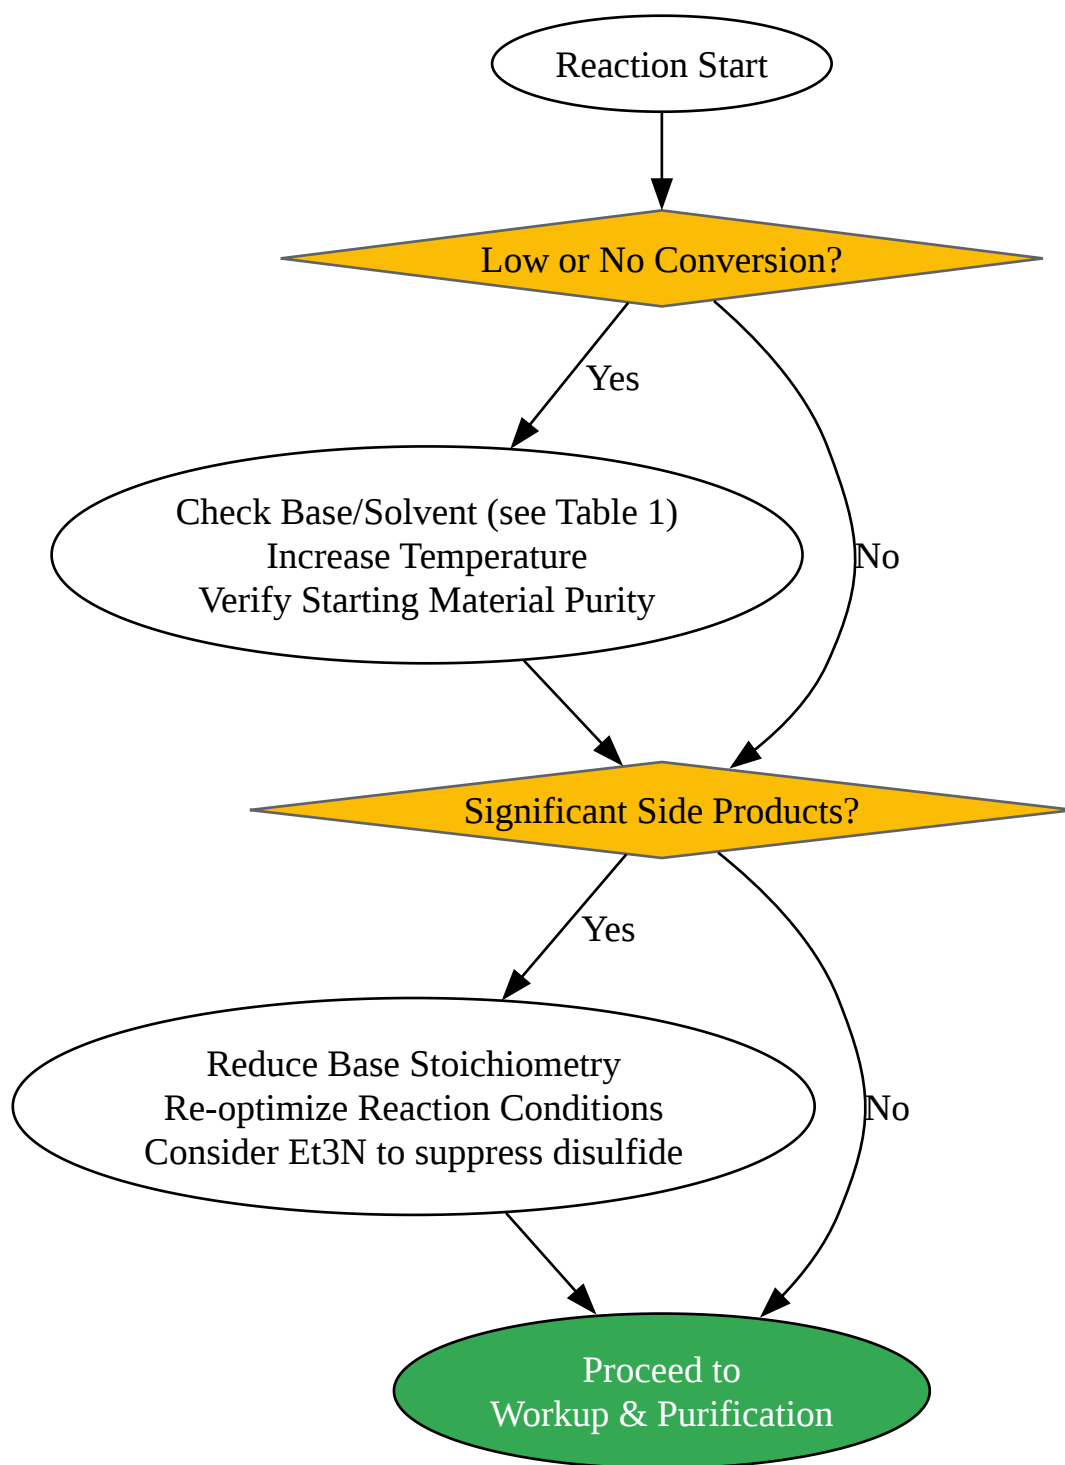 Reaction Start
Low or No Conversion?
Yes
Check Base/Solvent (see Table 1)
Increase Temperature
Verify Starting Material Purity
No
Significant Side Products?
Yes
Reduce Base Stoichiometry
Re-optimize Reaction Conditions
Consider Et3N to suppress disulfide
No
Proceed to
Workup & Purification